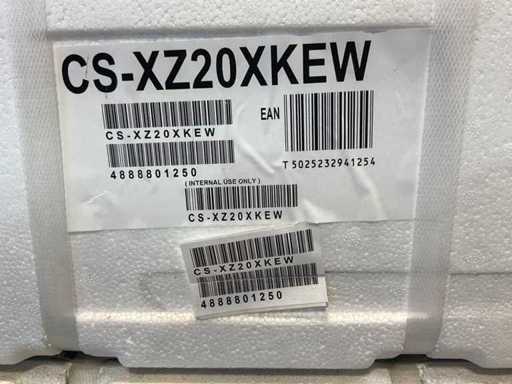 CS-XZ20XKEW
EAN
CS-XZ20XKEW
4888801250
T 5025232941254
( INTERNAL USE ONLY )
CS-XZ20XKEW
CS-XZ20XKEW
4888801250